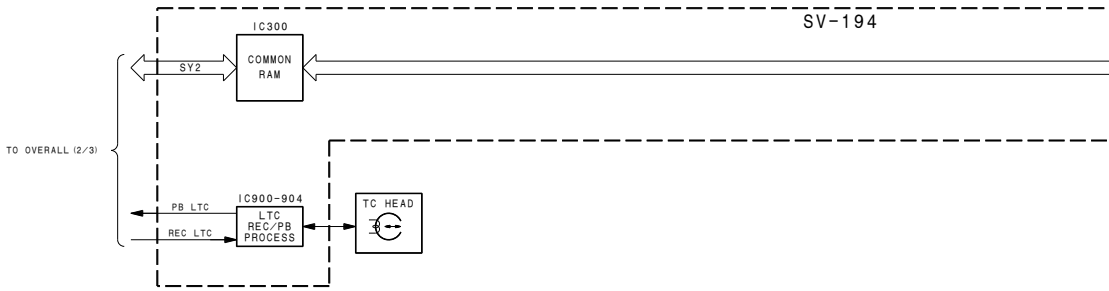 SV-194
IC300
COMMON
RAM
SY2
TO OVERALL (2/3)
IC900-904
LTC
REC/PB
PROCESS
PB LTC
REC LTC
TC HEAD